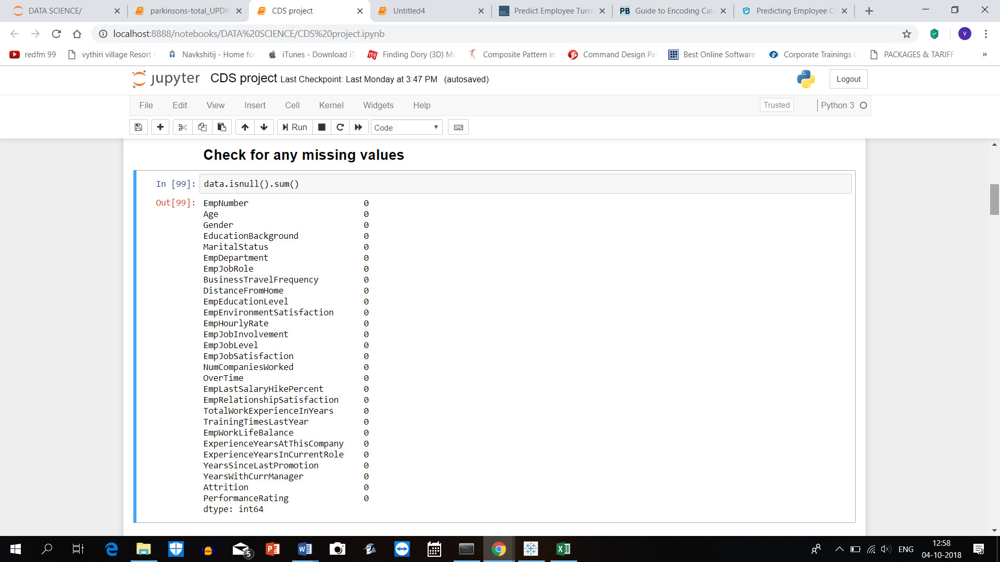 DATA SCIENCE/
parkinsons-total_UPDR
CDS project
Untitled4
Predict Employee Turn
PB Guide to Encoding Cat
Predicting Employee C
localhost:8888/notebooks/DATA%20SCIENCE/CDS%20project.ipynb
V
redfm 99
vythiri village Resort
Navkshitij - Home fo
iTunes - Download iT
my Finding Dory (3D) Mo
Composite Pattern in
Command Design Pa
Best Online Software
Corporate Trainings
PACKAGES & TARIFF
»
jupyter CDS project Last Checkpoint: Last Monday at 3:47 PM (autosaved)
Logout
File Edit View Insert Cell Kernel Widgets Help
Trusted
Python 3
Run
Code
Check for any missing values
In [99]: data.isnull().sum()
Out[99]: EmpNumber 0
Age 0
Gender 0
EducationBackground 0
MaritalStatus 0
EmpDepartment 0
EmpJobRole 0
BusinessTravelFrequency 0
DistanceFromHome 0
EmpEducationLevel 0
EmpEnvironmentSatisfaction 0
EmpHourlyRate 0
EmpJobInvolvement 0
EmpJobLevel 0
EmpJobSatisfaction 0
NumCompaniesWorked 0
OverTime 0
EmpLastSalaryHikePercent 0
EmpRelationshipSatisfaction 0
TotalWorkExperienceInYears 0
TrainingTimesLastYear 0
EmpWorkLifeBalance 0
ExperienceYearsAtThisCompany 0
ExperienceYearsInCurrentRole 0
YearsSinceLastPromotion 0
YearsWithCurrManager 0
Attrition 0
PerformanceRating 0
dtype: int64
5
ENG
12:58
04-10-2018